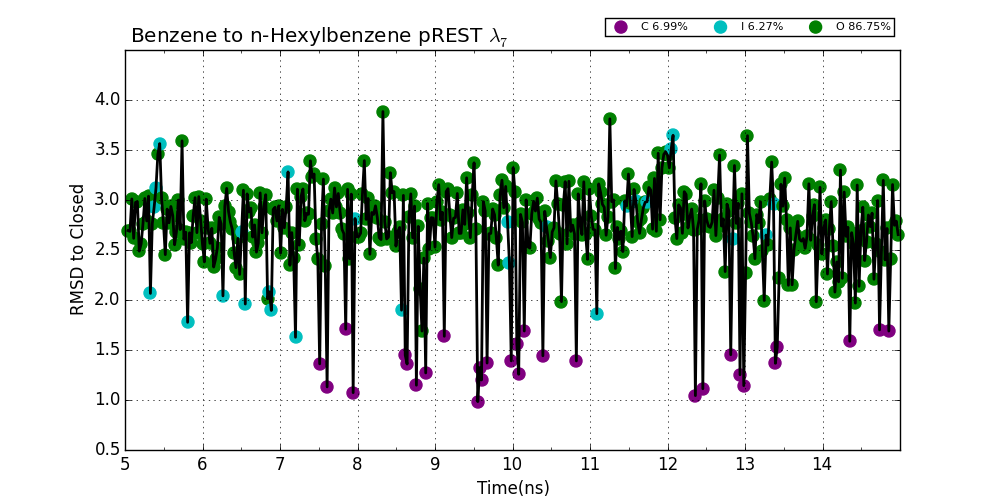 Benzene to n-Hexylbenzene pREST λ7
C 6.99% I 6.27% O 86.75%
4.0
3.5
3.0
2.5
2.0
1.5
1.0
0.5
RMSD to Closed
5 6 7 8 9 10 11 12 13 14
Time(ns)